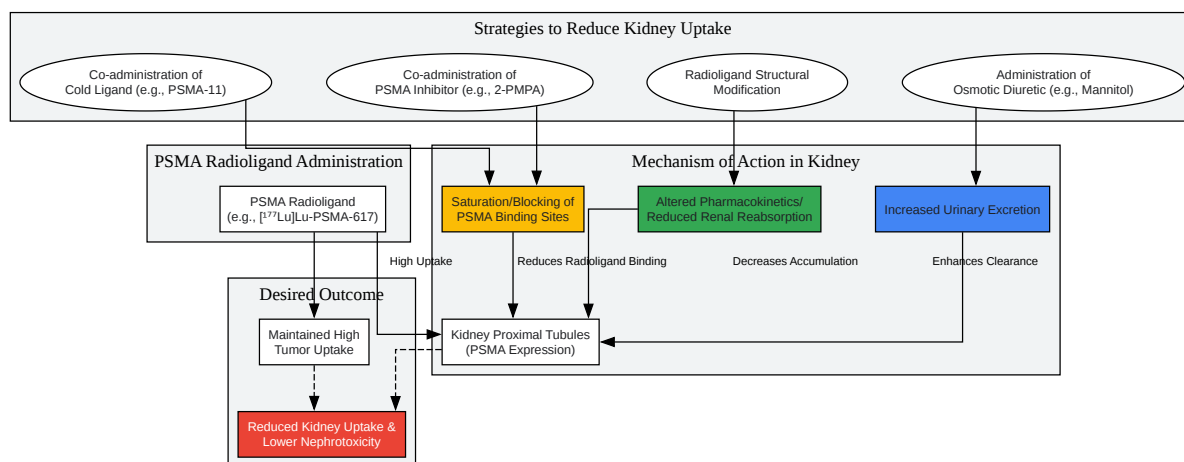 Strategies to Reduce Kidney Uptake
Co-administration of
Cold Ligand (e.g., PSMA-11)
Co-administration of
PSMA Inhibitor (e.g., 2-PMPA)
Radioligand Structural
Modification
Administration of
Osmotic Diuretic (e.g., Mannitol)
PSMA Radioligand Administration
Mechanism of Action in Kidney
PSMA Radioligand
(e.g., [¹⁷⁷Lu]Lu-PSMA-617)
Saturation/Blocking of
PSMA Binding Sites
Altered Pharmacokinetics/
Reduced Renal Reabsorption
Increased Urinary Excretion
High Uptake
Reduces Radioligand Binding
Decreases Accumulation
Enhances Clearance
Desired Outcome
Maintained High
Tumor Uptake
Kidney Proximal Tubules
(PSMA Expression)
Reduced Kidney Uptake &
Lower Nephrotoxicity